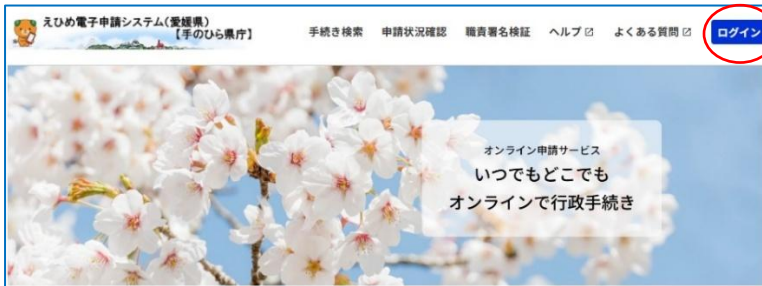 えひめ電子申請システム(愛媛県)
【手のひら県庁】
手続き検索 申請状況確認 職責署名検証 ヘルプ よくある質問 ログイン
オンライン申請サービス
いつでもどこでも
オンラインで行政手続き